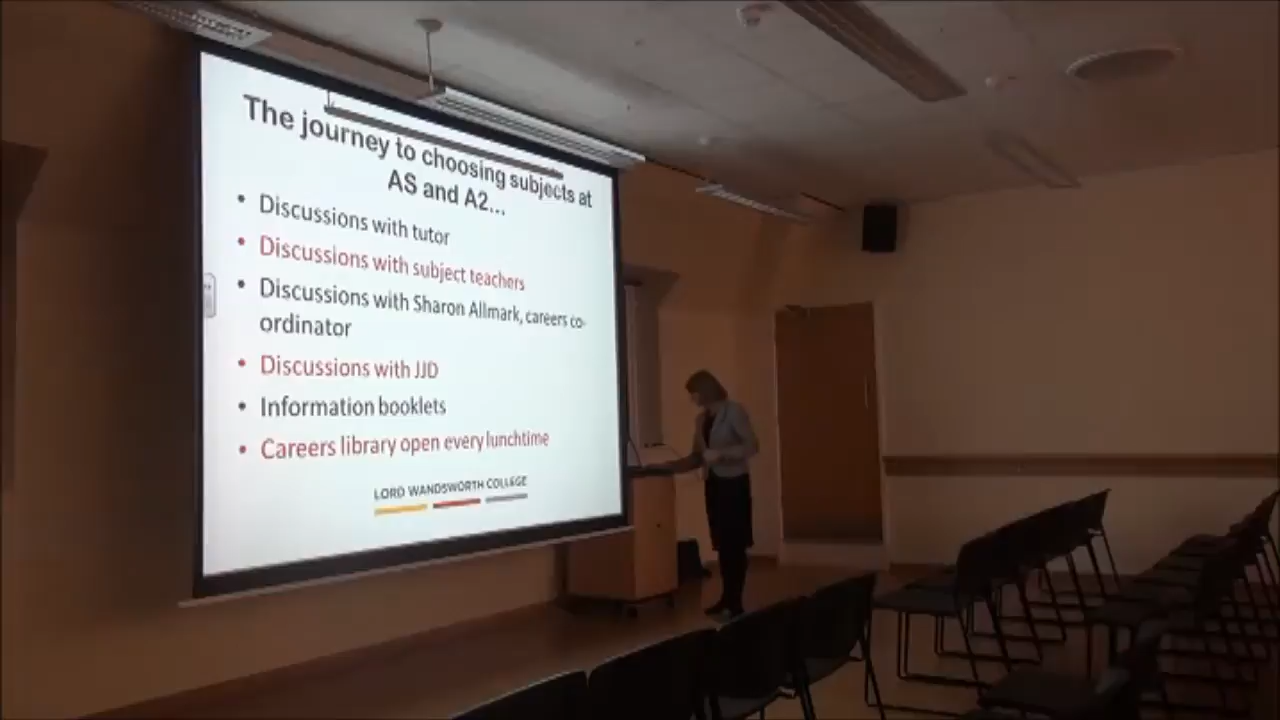 The journey to choosing subjects at
AS and A2...
• Discussions with tutor
• Discussions with subject teachers
• Discussions with Sharon Allmark, careers co-
ordinator
• Discussions with JJD
• Information booklets
• Careers library open every lunchtime
LORD WANDSWORTH COLLEGE